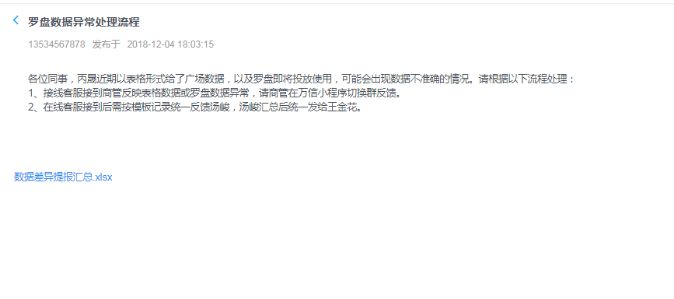 罗盘数据异常处理流程
13534567878 发布于 2018-12-04 18:03:15
各位同事，丙晟近期以表格形式给了广场数据，以及罗盘即将投放使用，可能会出现数据不准确的情况。请根据以下流程处理：
1、接线客服接到商管反映表格数据或罗盘数据异常，请商管在万信小程序切换群反馈。
2、在线客服接到后需按模板记录统一反馈汤峻，汤峻汇总后统一发给王金花。
数据差异提报汇总.xlsx